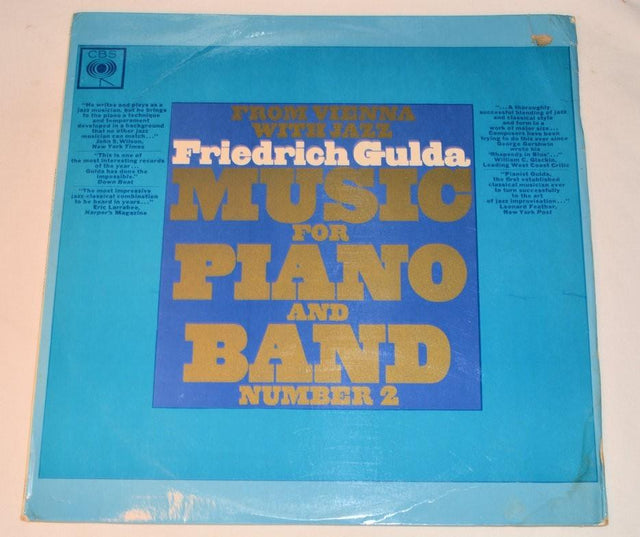 CBS
"He writes and plays as a
jazz musician, but he brings
to the piano a technique
and temperament
developed in a background
that no other jazz
musician can match..."
John S. Wilson,
New York Times
"This is one of
the most interesting records
of the year...
Gulda has done the
impossible."
Down Beat
"The most impressive
jazz-classical combination
to be heard in years..."
Eric Larrabee,
Harper's Magazine
FROM VIENNA
WITH JAZZ
Friedrich Gulda
MUSIC
FOR
PIANO
AND
BAND
NUMBER 2
"...A thoroughly
successful blending of jazz
and classical style
and form in a
work of major size...
Composers have been
trying to do this ever since
George Gershwin
wrote his
'Rhapsody in Blue'..."
William C. Glackin,
Leading West Coast Critic
"Pianist Gulda,
the first established
classical musician ever
to turn successfully
to the art
of jazz improvisation..."
Leonard Feather,
New York Post